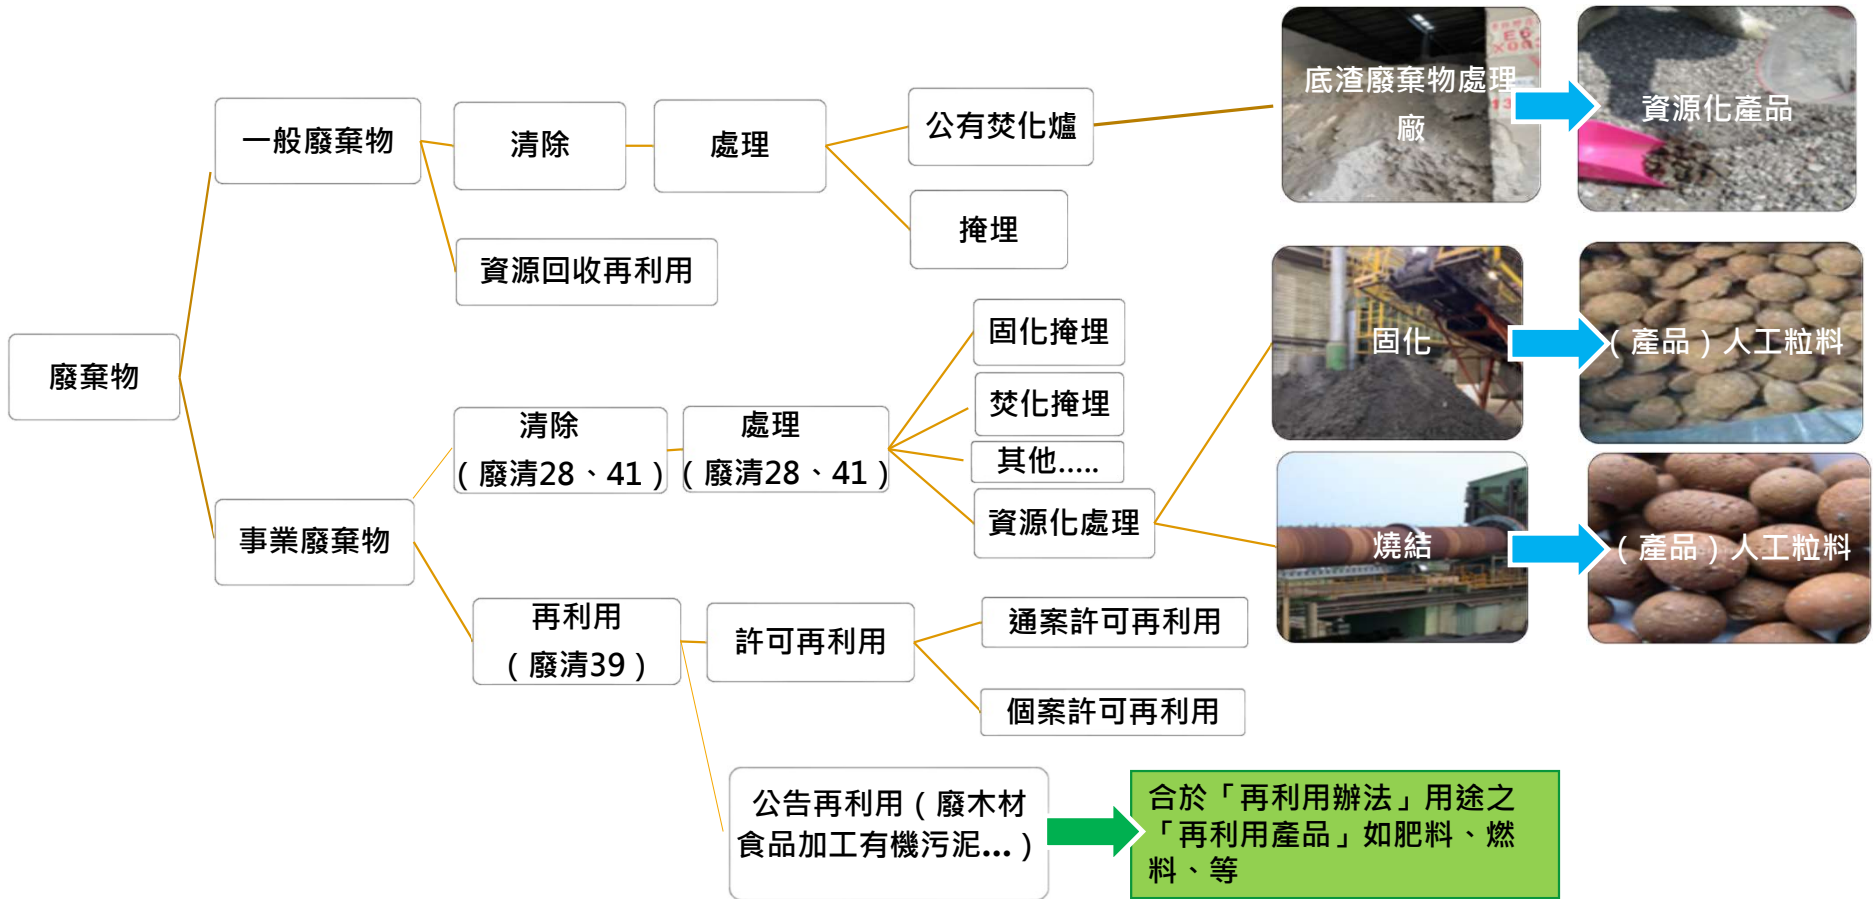 廢棄物
一般廢棄物
清除
處理
公有焚化爐
掩埋
資源回收再利用
底渣廢棄物處理
廠
資源化產品
事業廢棄物
清除
（廢清28、41）
處理
（廢清28、41）
固化掩埋
焚化掩埋
其他.....
資源化處理
固化
（產品）人工粒料
燒結
（產品）人工粒料
再利用
（廢清39）
許可再利用
通案許可再利用
個案許可再利用
公告再利用（廢木材
食品加工有機污泥...）
合於「再利用辦法」用途之
「再利用產品」如肥料、燃
料、等